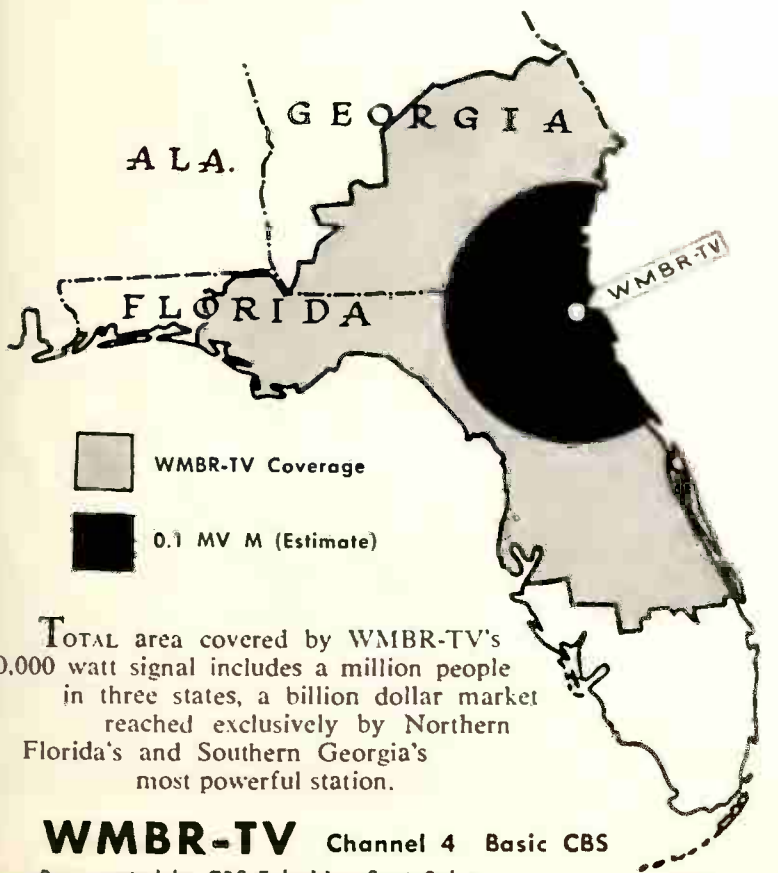 GEORGIA
ALA.
WMBR-TV
FLORIDA
WMBR-TV Coverage
0.1 MV M (Estimate)
TOTAL area covered by WMBR-TV's
0,000 watt signal includes a million people
in three states, a billion dollar market
reached exclusively by Northern
Florida's and Southern Georgia's
most powerful station.
WMBR-TV Channel 4 Basic CBS